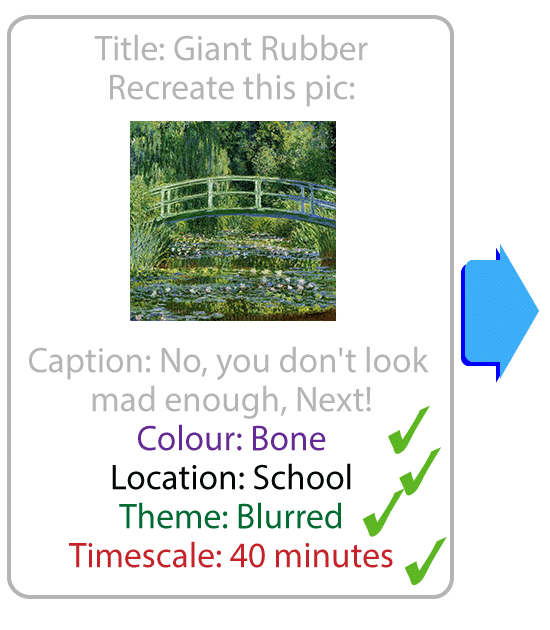 Title: Giant Rubber
Recreate this pic:
Caption: No, you don't look
mad enough, Next!
Colour: Bone
Location: School
Theme: Blurred
Timescale: 40 minutes